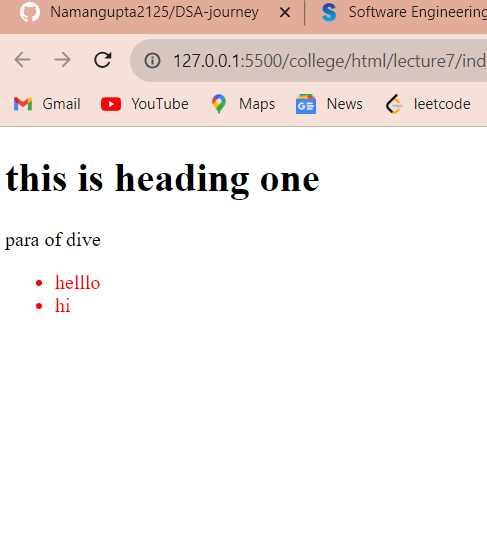 Namangupta2125/DSA-journey Software Engineering
127.0.0.1:5500/college/html/lecture7/ind
Gmail YouTube Maps News leetcode
this is heading one
para of dive
helllo
hi